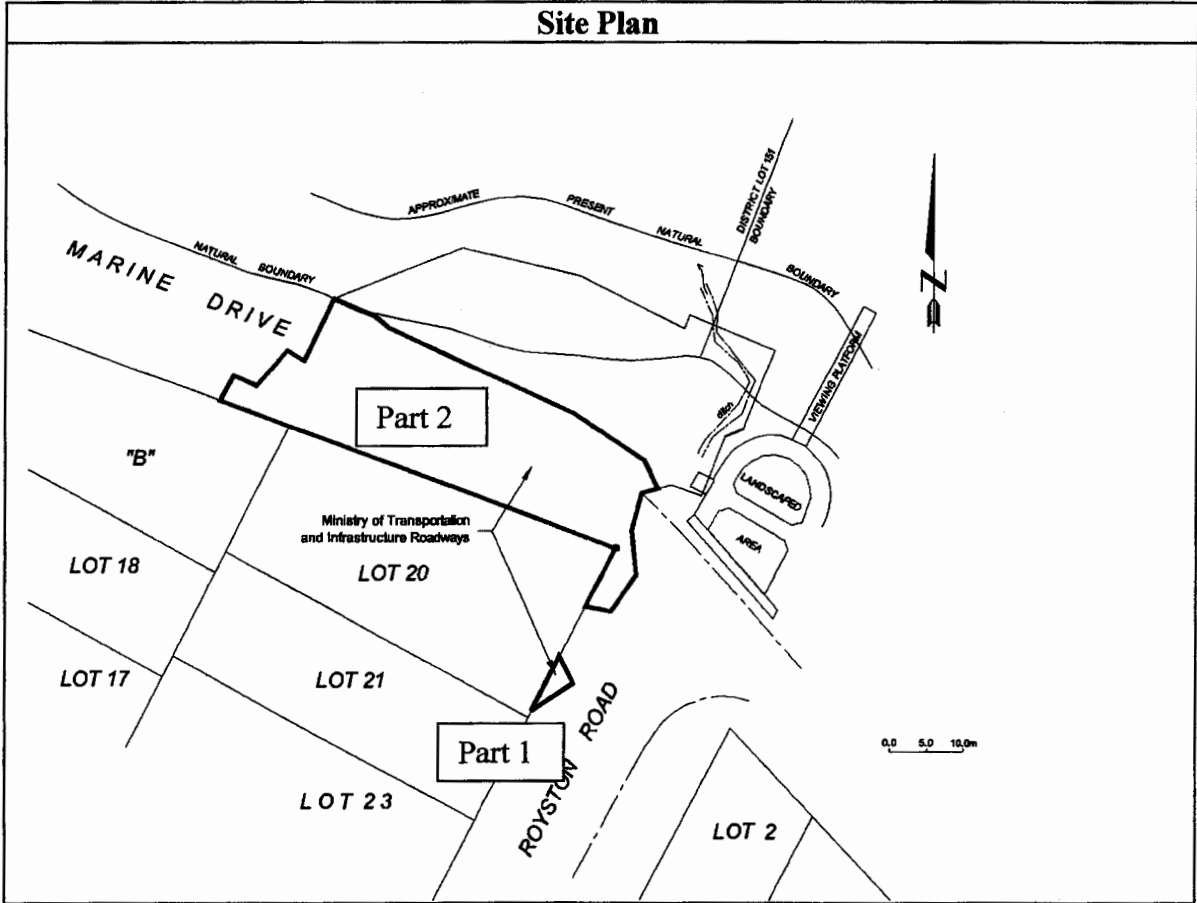 Site Plan
DISTRICT LOT 151
BOUNDARY
APPROXIMATE PRESENT NATURAL BOUNDARY
NATURAL BOUNDARY
MARINE DRIVE
N
VIEWING PLATFORM
Part 2
ditch
"B"
LANDSCAPED
AREA
Ministry of Transportation
and Infrastructure Roadways
LOT 18
LOT 20
LOT 17
LOT 21
ROYSTON ROAD
Part 1
0.0 5.0 10.0m
LOT 23
LOT 2